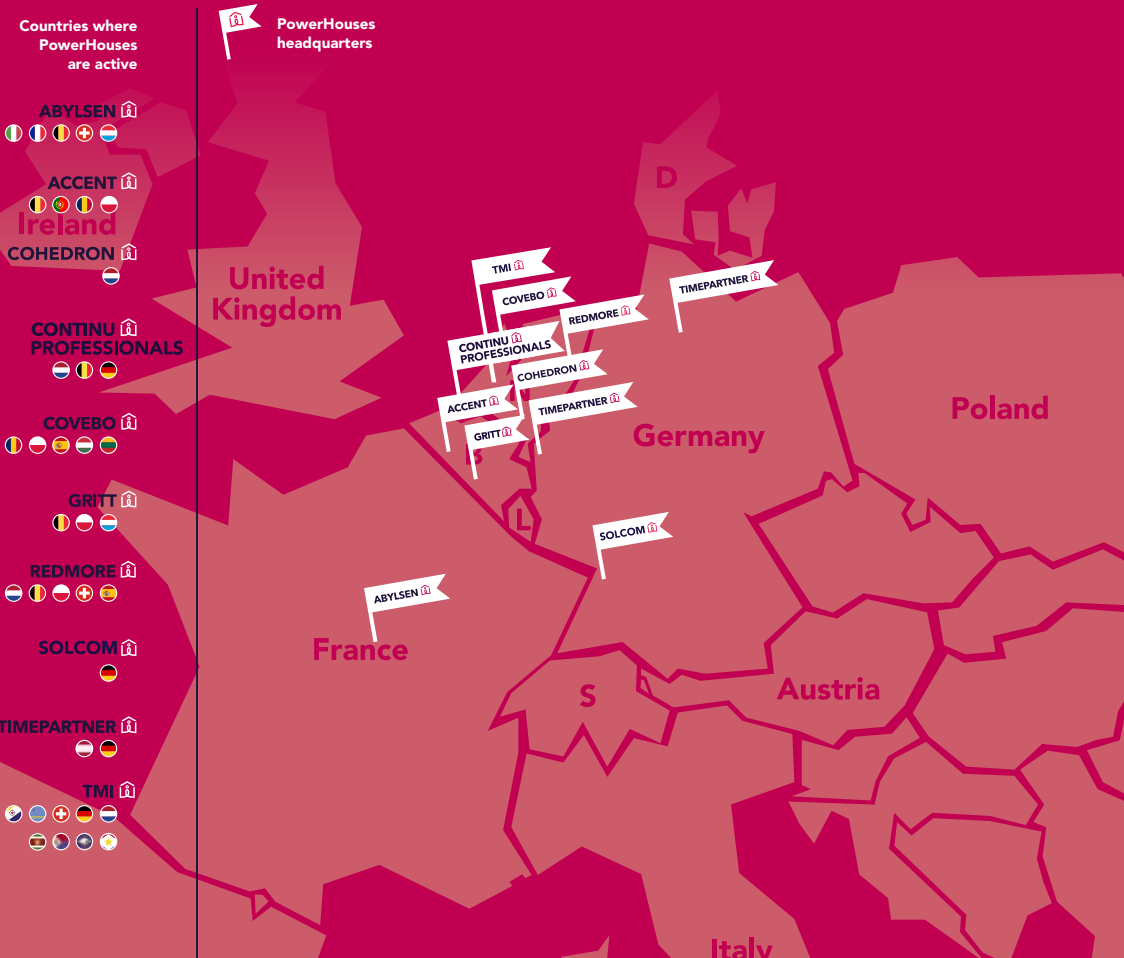 Countries where
PowerHouses
are active
ABYLSEN
ACCENT
COHEDRON
CONTINU
PROFESSIONALS
COVEBO
GRITT
REDMORE
SOLCOM
TIMEPARTNER
TMI
PowerHouses
headquarters
Ireland
United
Kingdom
D
TMI
COVEBO
REDMORE
TIMEPARTNER
CONTINU
PROFESSIONALS
COHEDRON
N
ACCENT
TIMEPARTNER
GRITT
B
Germany
Poland
L
SOLCOM
ABYLSEN
France
S
Austria
Italy